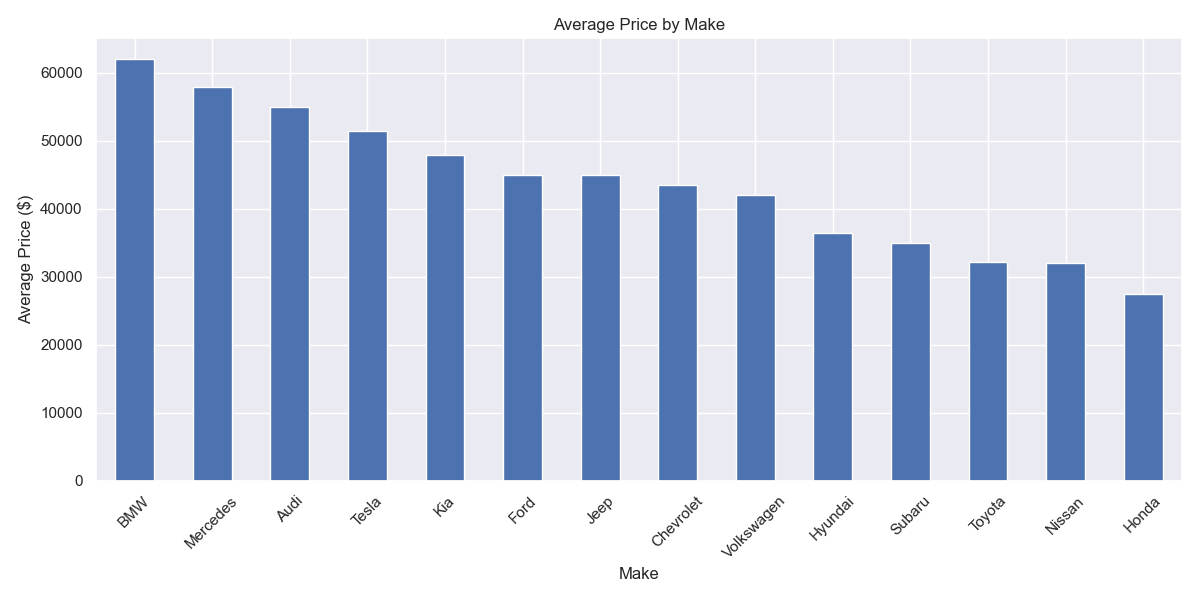 Average Price by Make
Average Price ($)
60000
50000
40000
30000
20000
10000
0
BMW
Mercedes
Audi
Tesla
Kia
Ford
Jeep
Chevrolet
Volkswagen
Hyundai
Subaru
Toyota
Nissan
Honda
Make